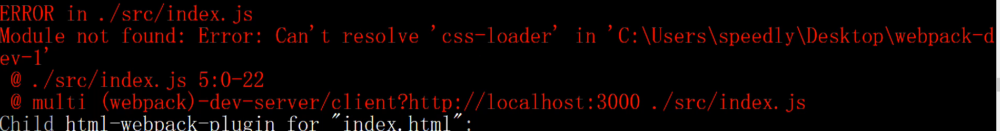 ERROR in ./src/index.js
Module not found: Error: Can't resolve 'css-loader' in 'C:\Users\speedly\Desktop\webpack-d
ev-1'
 @ ./src/index.js 5:0-22
 @ multi (webpack)-dev-server/client?http://localhost:3000 ./src/index.js
Child html-webpack-plugin for "index.html":